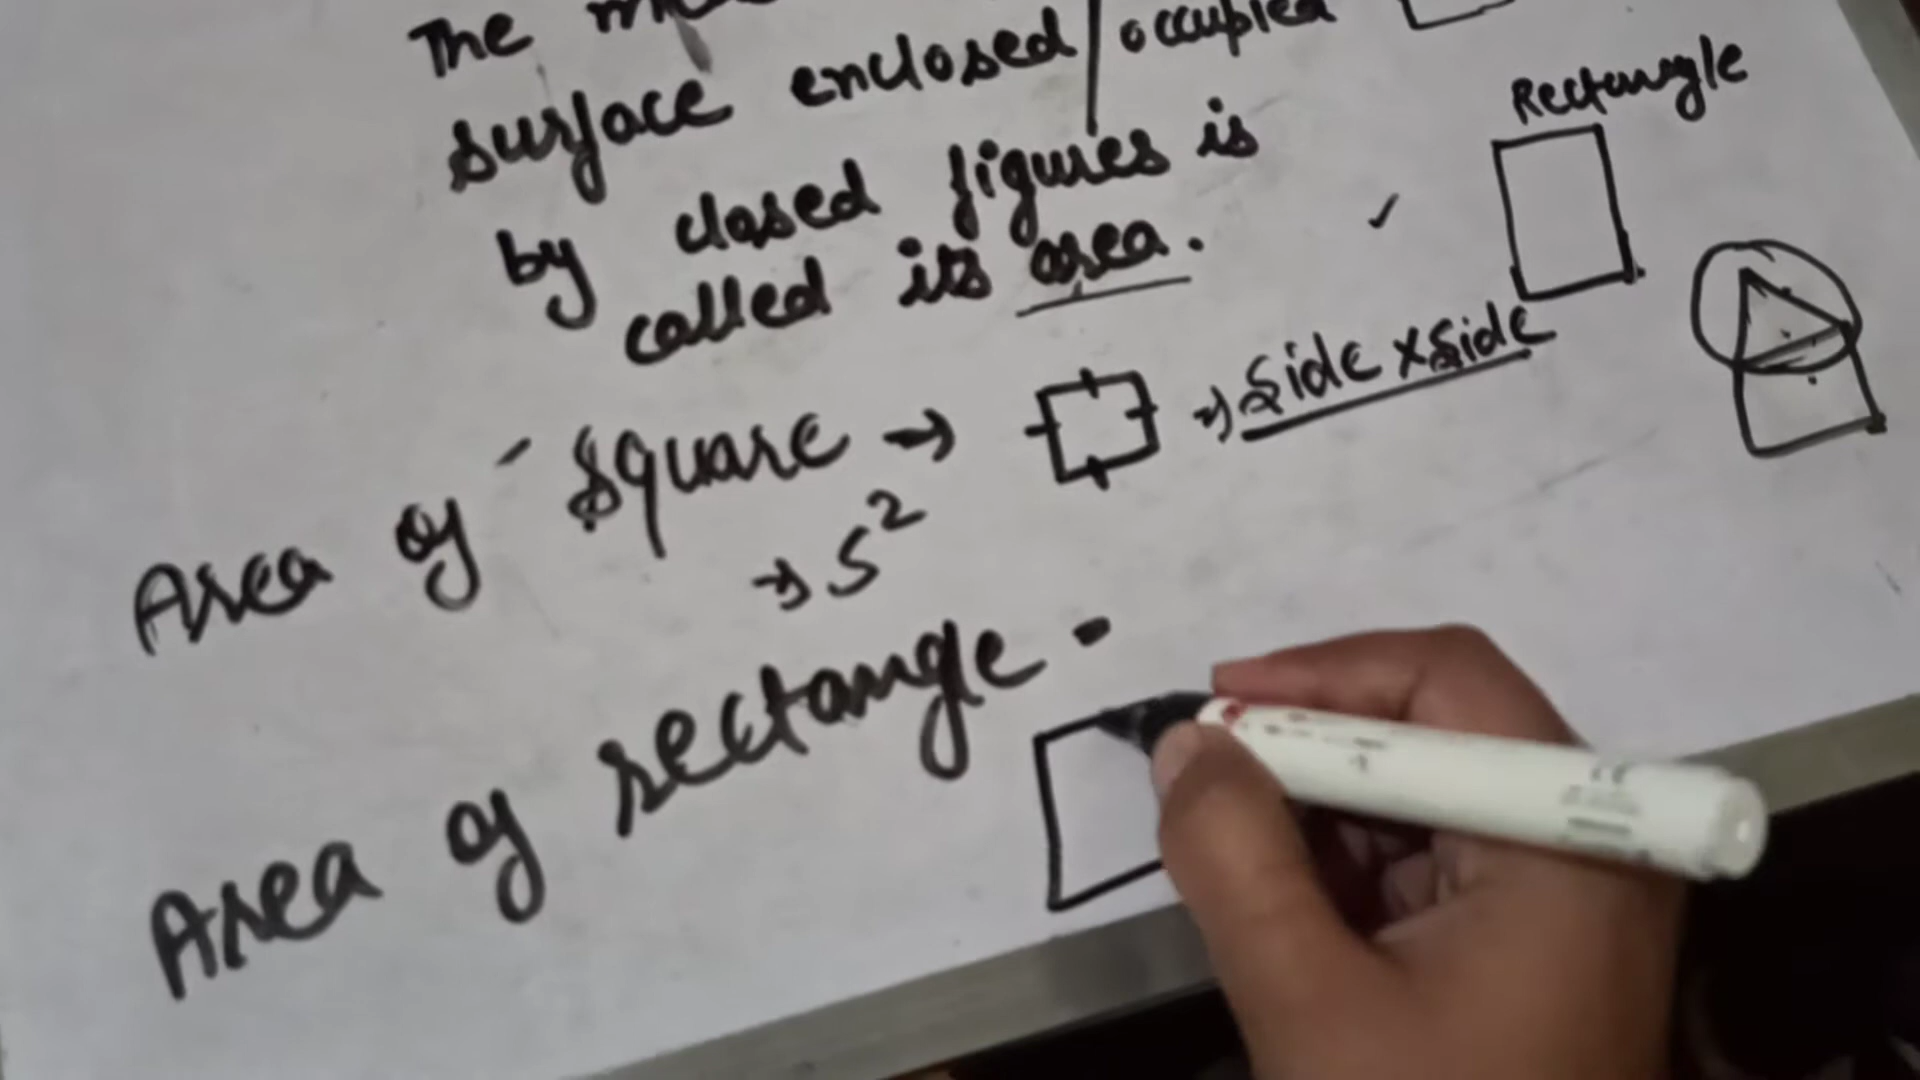 The
surface enclosed/occupied
by closed figures is
called its area.
Rectangle
Area of Square → ⇒ Side × Side
⇒ S²
Area of rectangle -